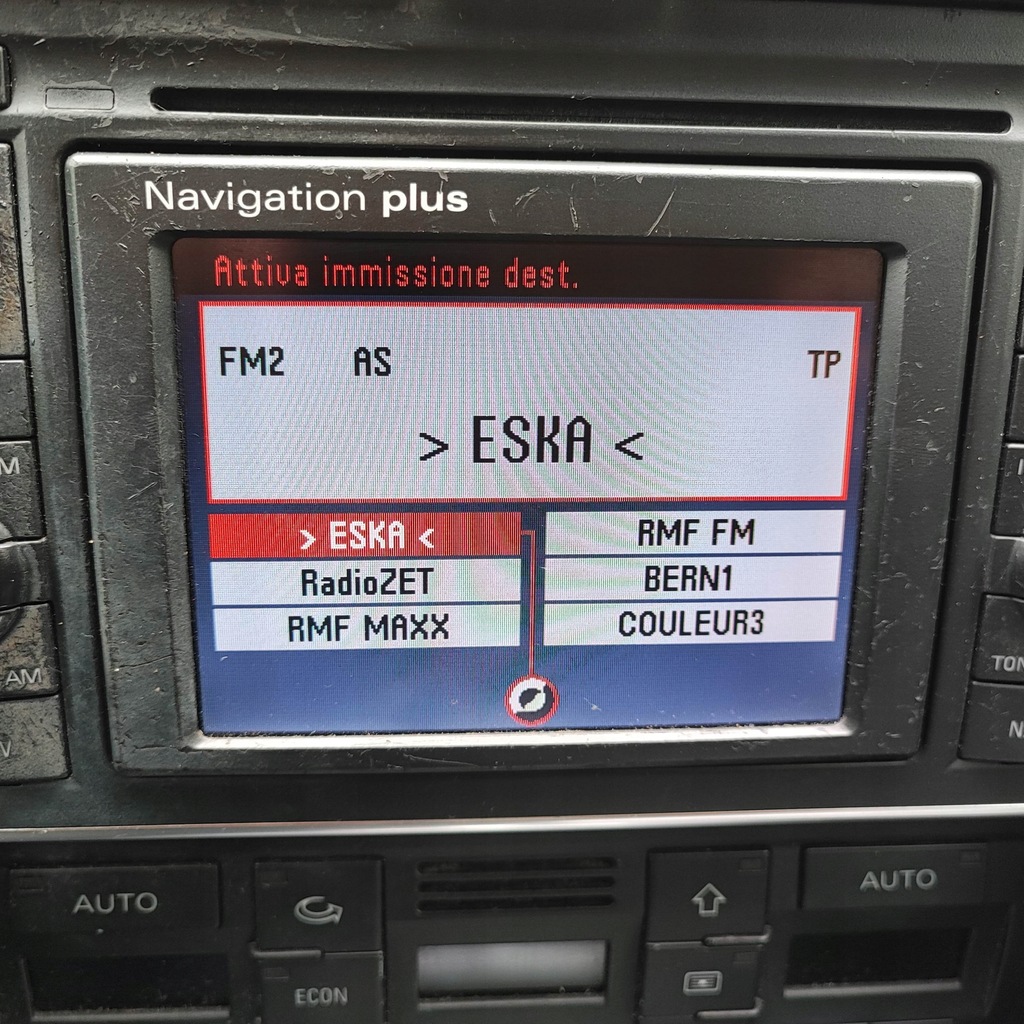 Navigation plus
Attiva immissione dest.
FM2 AS TP
> ESKA <
> ESKA < RMF FM
RadioZET BERN1
RMF MAXX COULEUR3
AM
AUTO
AUTO
ECON